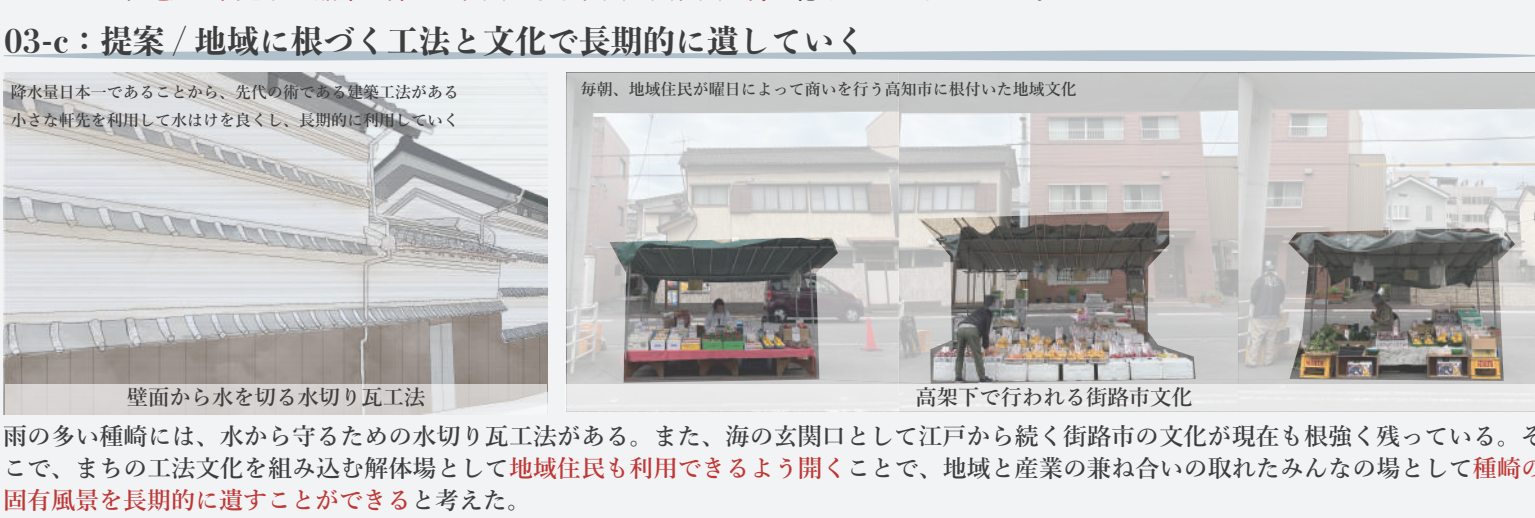 03-c：提案 / 地域に根づく工法と文化で長期的に遺していく
降水量日本一であることから、先代の術である建築工法がある
小さな軒先を利用して水はけを良くし、長期的に利用していく
壁面から水を切る水切り瓦工法
毎朝、地域住民が曜日によって商いを行う高知市に根付いた地域文化
高架下で行われる街路市文化
雨の多い種崎には、水から守るための水切り瓦工法がある。また、海の玄関口として江戸から続く街路市の文化が現在も根強く残っている。そ
こで、まちの工法文化を組み込む解体場として地域住民も利用できるよう開くことで、地域と産業の兼ね合いの取れたみんなの場として種崎の
固有風景を長期的に遺すことができると考えた。